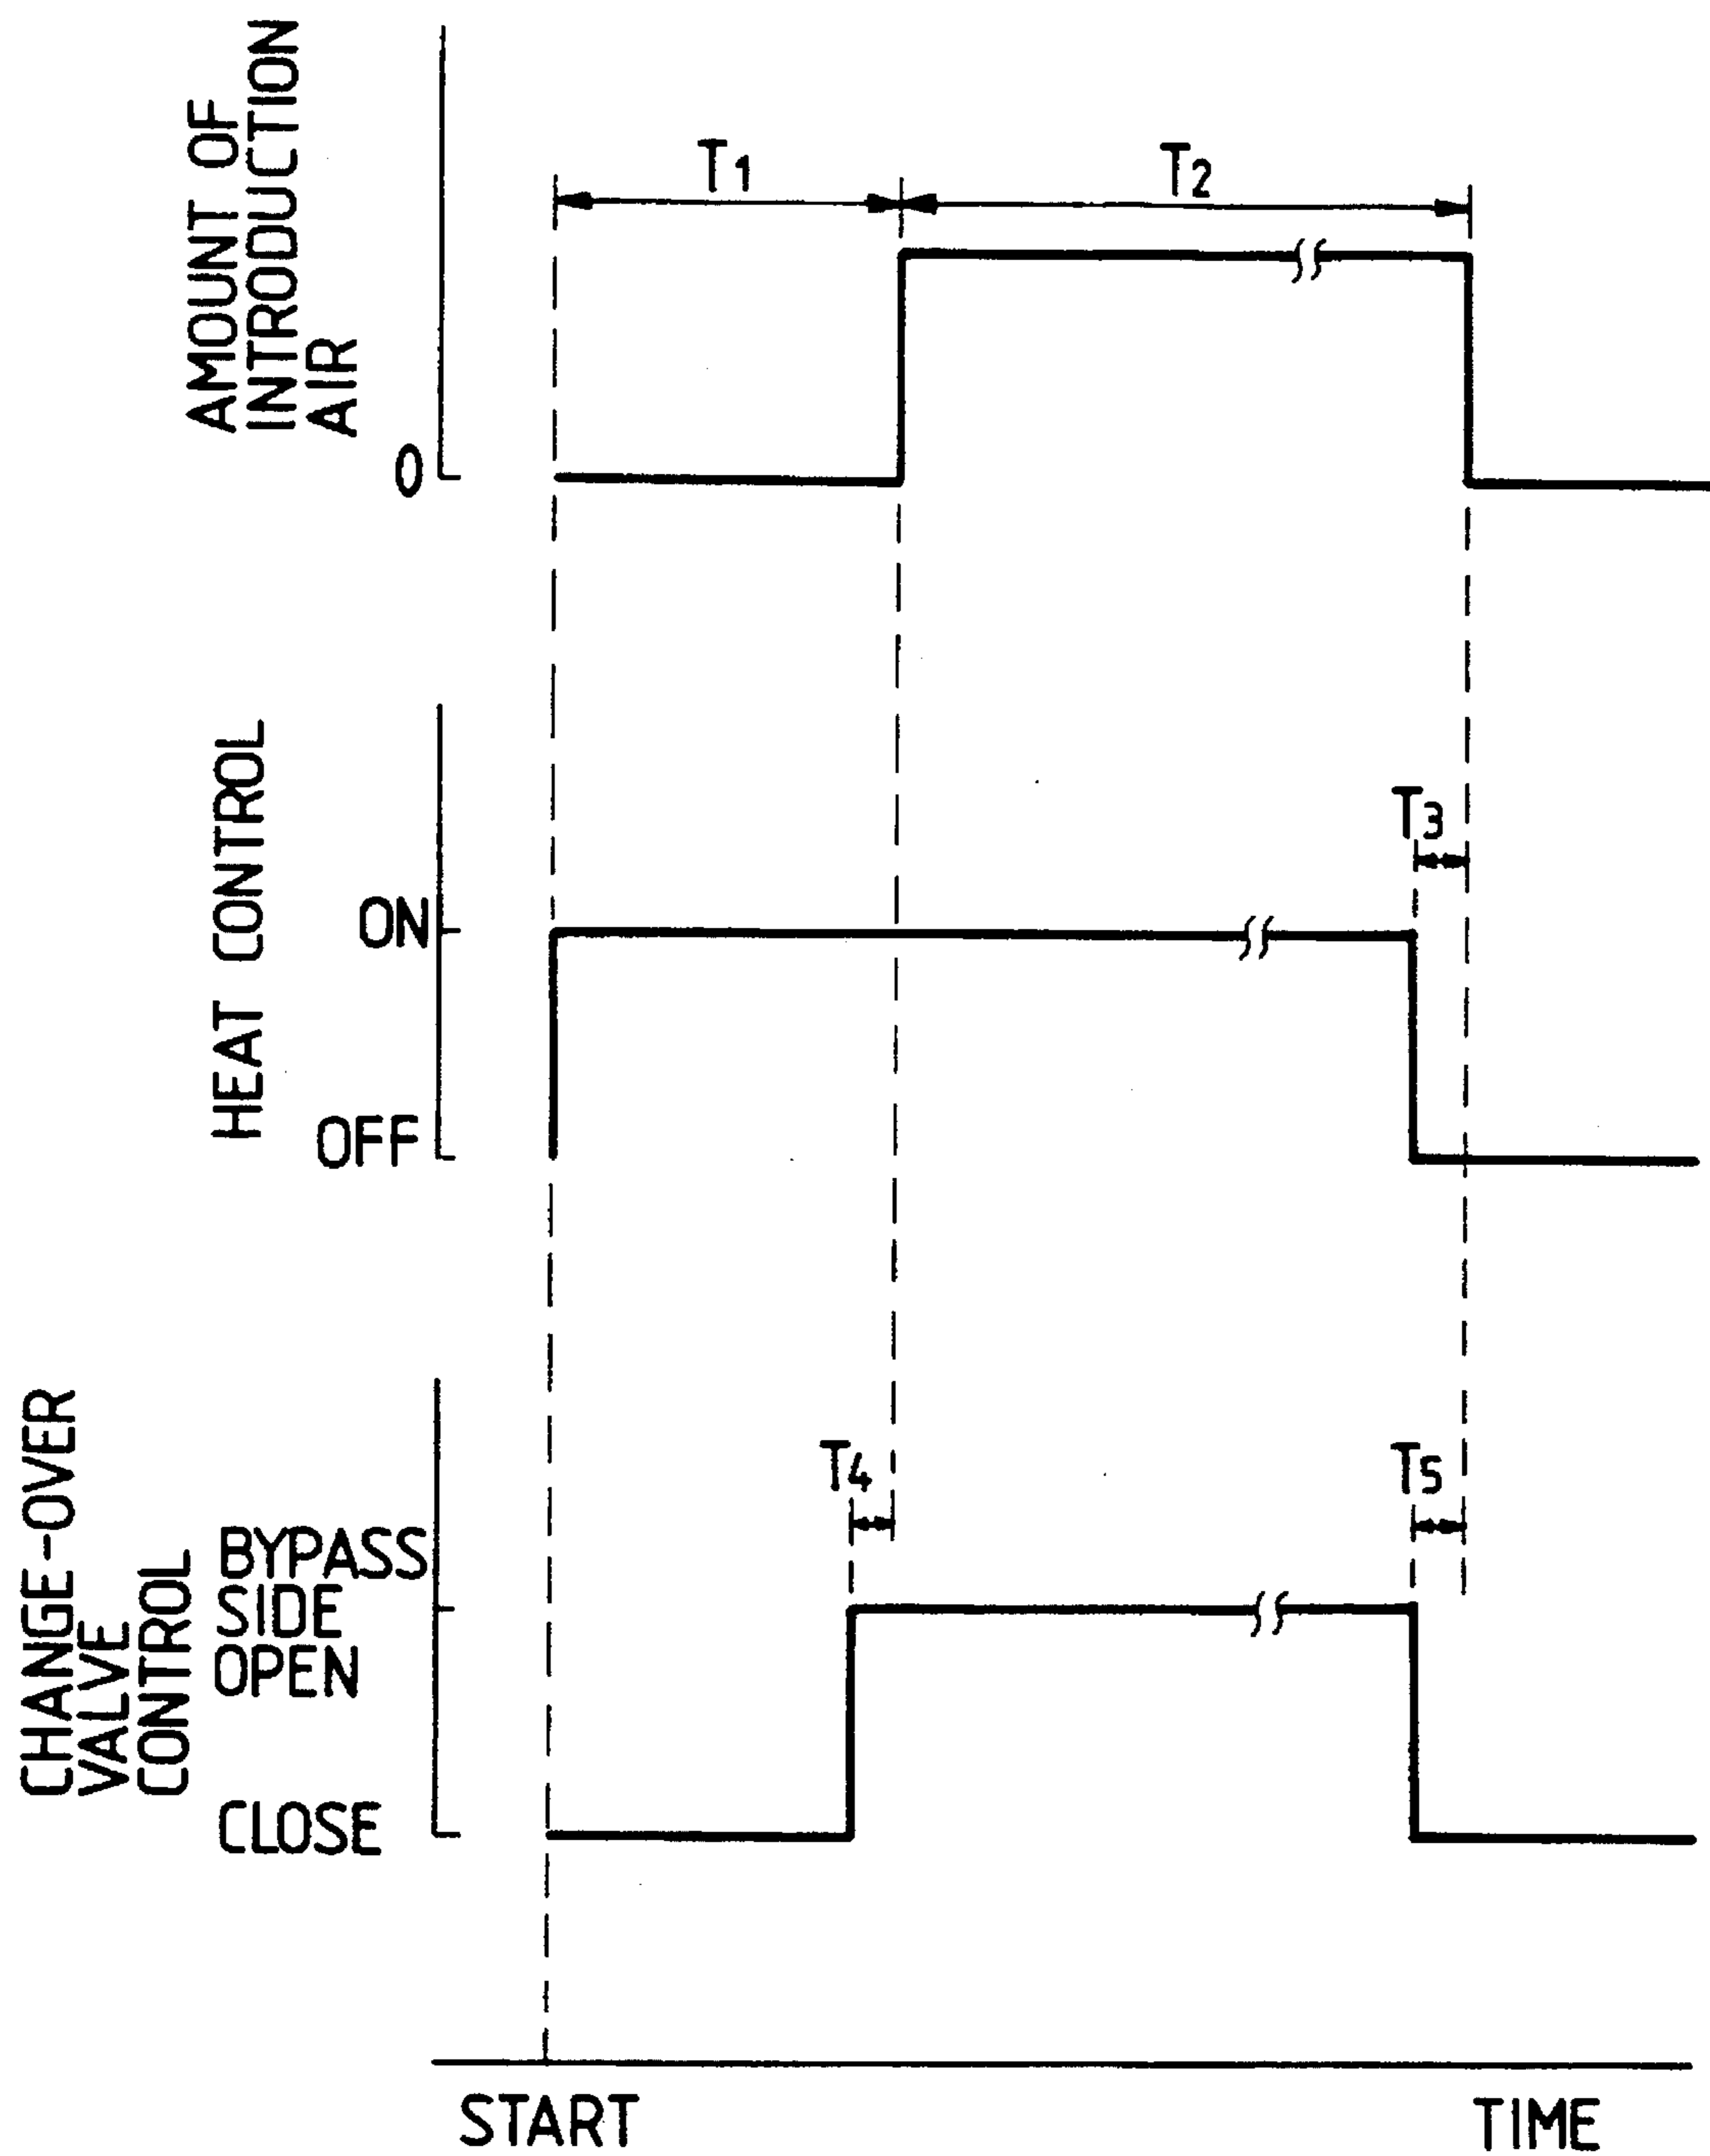 AMOUNT OF
INTRODUCTION
AIR
0
T1
T2
HEAT CONTROL
ON
OFF
T3
CHANGE-OVER
VALVE
CONTROL
BYPASS
SIDE
OPEN
CLOSE
T4
T5
START
TIME